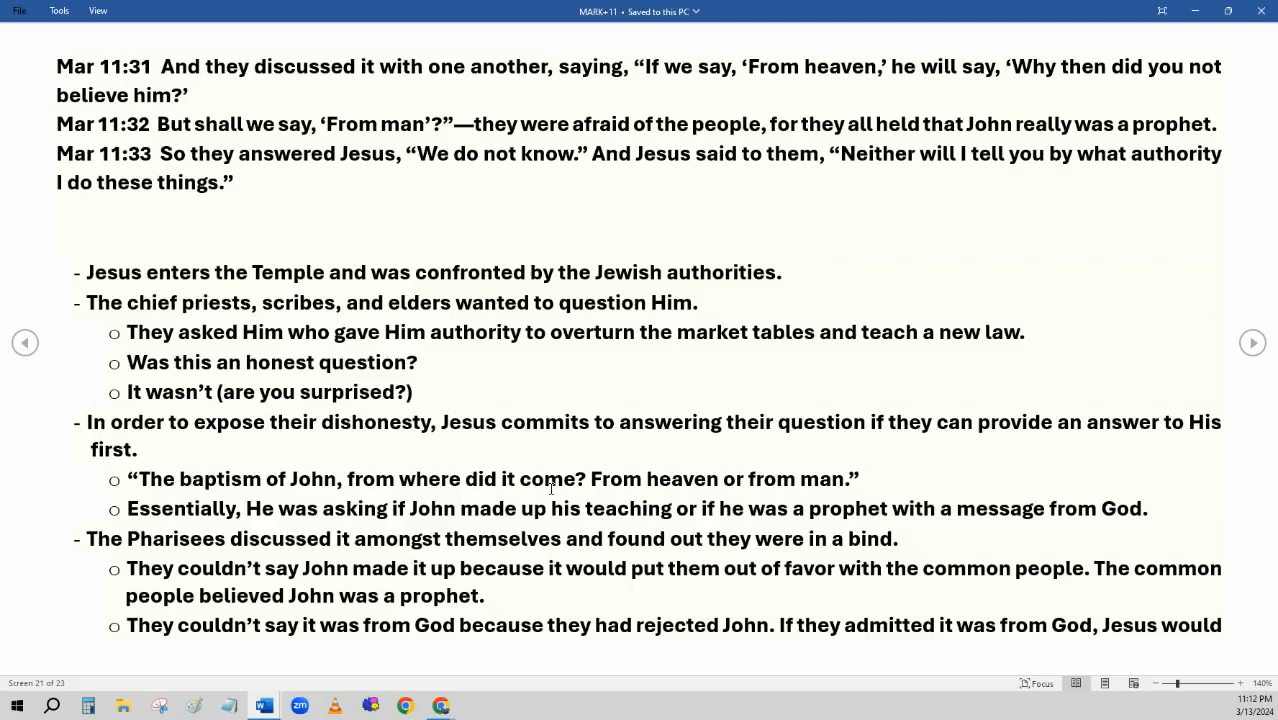 File Tools View MARK+11 • Saved to this PC
Mar 11:31 And they discussed it with one another, saying, “If we say, ‘From heaven,’ he will say, ‘Why then did you not
believe him?’
Mar 11:32 But shall we say, ‘From man’?”—they were afraid of the people, for they all held that John really was a prophet.
Mar 11:33 So they answered Jesus, “We do not know.” And Jesus said to them, “Neither will I tell you by what authority
I do these things.”
- Jesus enters the Temple and was confronted by the Jewish authorities.
- The chief priests, scribes, and elders wanted to question Him.
o They asked Him who gave Him authority to overturn the market tables and teach a new law.
o Was this an honest question?
o It wasn’t (are you surprised?)
- In order to expose their dishonesty, Jesus commits to answering their question if they can provide an answer to His
first.
o “The baptism of John, from where did it come? From heaven or from man.”
o Essentially, He was asking if John made up his teaching or if he was a prophet with a message from God.
- The Pharisees discussed it amongst themselves and found out they were in a bind.
o They couldn’t say John made it up because it would put them out of favor with the common people. The common
people believed John was a prophet.
o They couldn’t say it was from God because they had rejected John. If they admitted it was from God, Jesus would
Screen 21 of 23 Focus 140%
zm 11:12 PM
3/13/2024